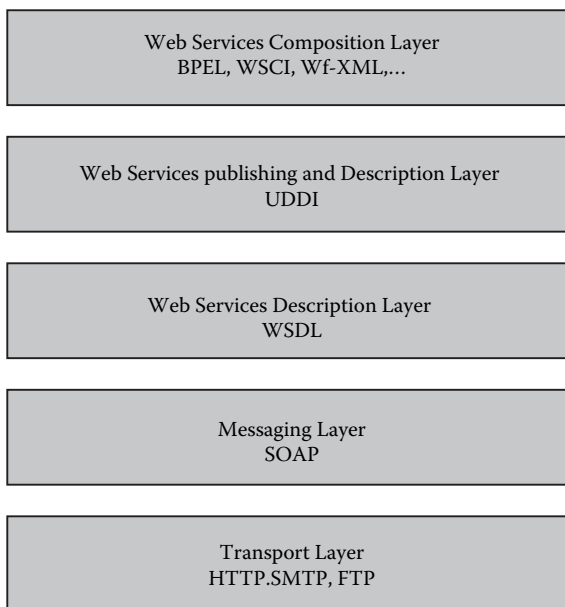 Web Services Composition Layer
BPEL, WSCI, Wf-XML,...
Web Services publishing and Description Layer
UDDI
Web Services Description Layer
WSDL
Messaging Layer
SOAP
Transport Layer
HTTP.SMTP, FTP